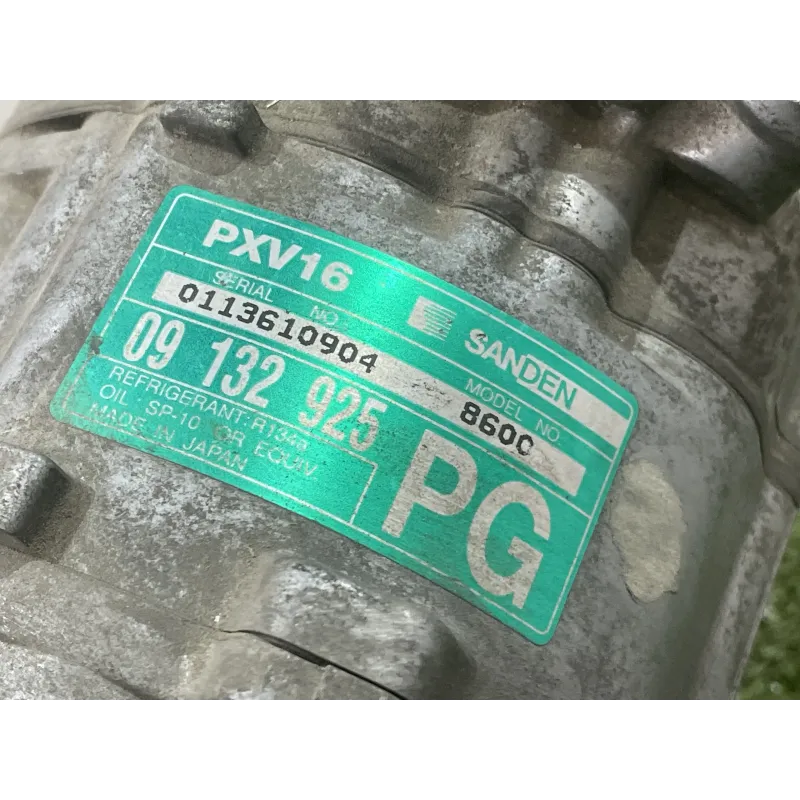 PXV16
SANDEN
SERIAL NO.
0113610904
MODEL NO.
8600
09 132 925
PG
REFRIGERANT: R134a
OIL SP-10 OR EQUIV
MADE IN JAPAN